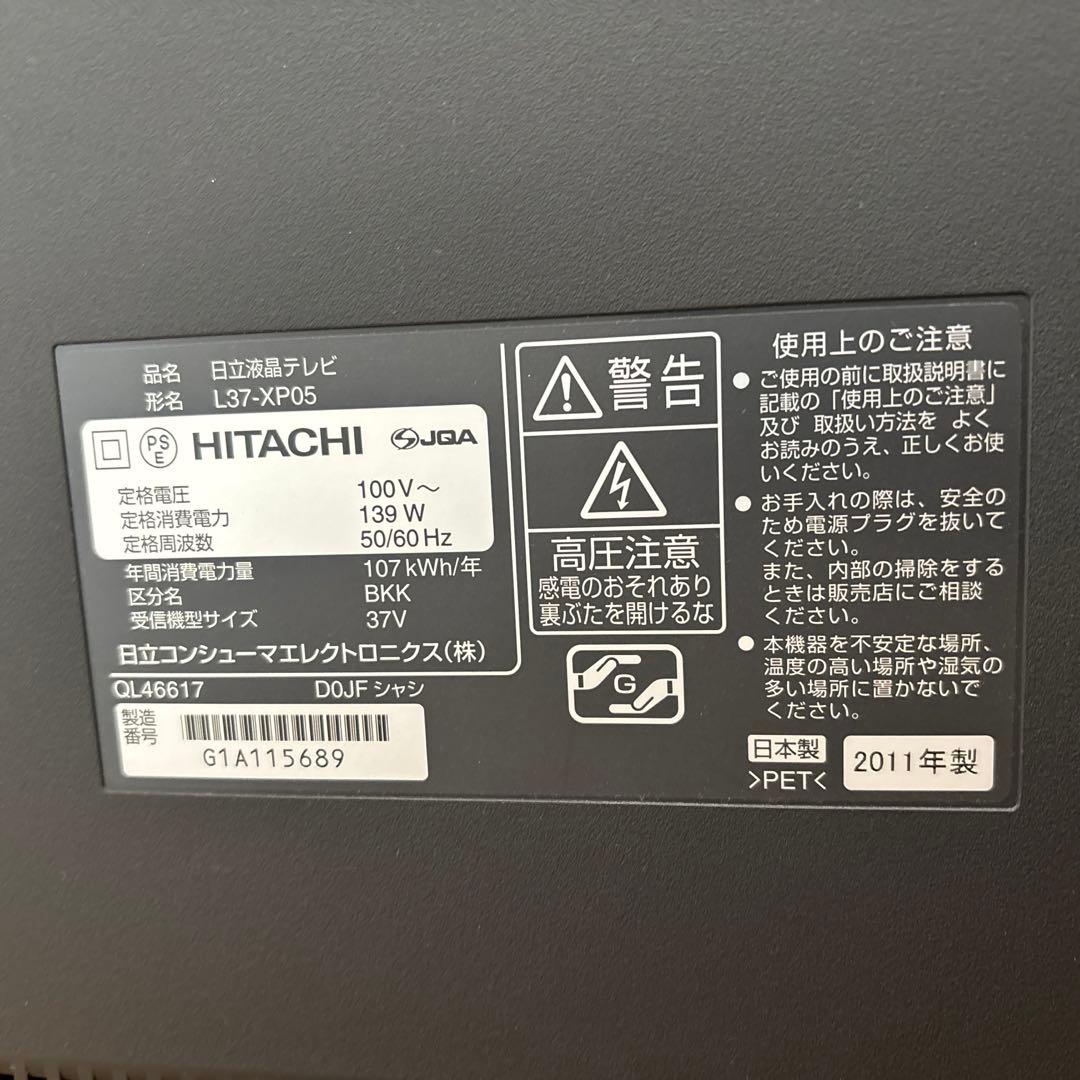 品名 日立液晶テレビ
形名 L37-XP05
PS
E
HITACHI JQA
定格電圧 100V～
定格消費電力 139W
定格周波数 50/60Hz
年間消費電力量 107kWh/年
区分名 BKK
受信機型サイズ 37V
日立コンシューマエレクトロニクス(株)
QL46617 D0JFシャシ
製造
番号
G1A115689
警告
高圧注意
感電のおそれあり
裏ぶたを開けるな
G
使用上のご注意
●ご使用の前に取扱説明書に
記載の「使用上のご注意」
及び 取扱い方法を よく
お読みのうえ、正しくお使
いください。
●お手入れの際は、安全の
ため電源プラグを抜いて
ください。
また、内部の掃除をする
ときは販売店にご相談
ください。
●本機器を不安定な場所、
温度の高い場所や湿気の
多い場所に置かないで
ください。
日本製
>PET<
2011年製